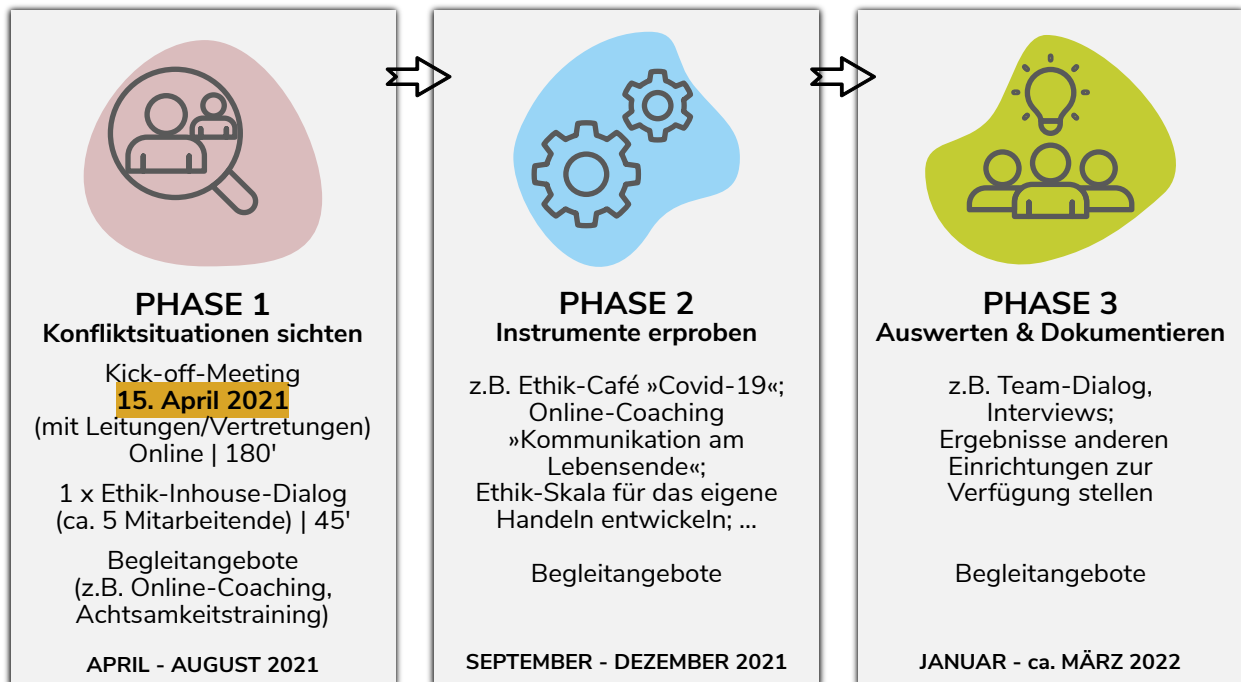 PHASE 1
Konfliktsituationen sichten
Kick-off-Meeting
15. April 2021
(mit Leitungen/Vertretungen)
Online | 180'
1 x Ethik-Inhouse-Dialog
(ca. 5 Mitarbeitende) | 45'
Begleitangebote
(z.B. Online-Coaching,
Achtsamkeitstraining)
APRIL - AUGUST 2021
PHASE 2
Instrumente erproben
z.B. Ethik-Café »Covid-19«;
Online-Coaching
»Kommunikation am
Lebensende«;
Ethik-Skala für das eigene
Handeln entwickeln; ...
Begleitangebote
SEPTEMBER - DEZEMBER 2021
PHASE 3
Auswerten & Dokumentieren
z.B. Team-Dialog,
Interviews;
Ergebnisse anderen
Einrichtungen zur
Verfügung stellen
Begleitangebote
JANUAR - ca. MÄRZ 2022